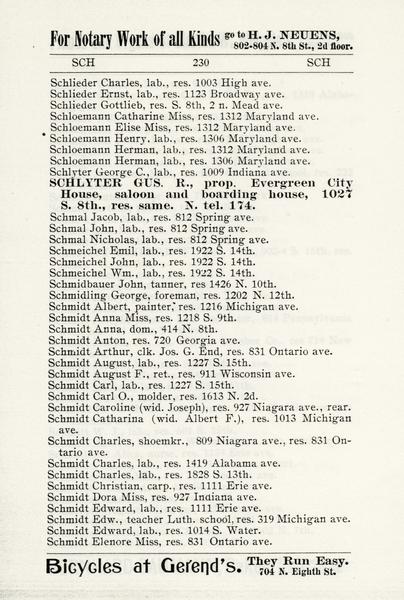 For Notary Work of all Kinds go to H. J. NEUENS,
802-804 N. 8th St., 2d floor.
SCH 230 SCH
Schlieder Charles, lab., res. 1003 High ave.
Schlieder Ernst, lab., res. 1123 Broadway ave.
Schlieder Gottlieb, res. S. 8th, 2 n. Mead ave.
Schloemann Catharine Miss, res. 1312 Maryland ave.
Schloemann Elise Miss, res. 1312 Maryland ave.
Schloemann Henry, lab., res. 1306 Maryland ave.
Schloemann Herman, lab., res. 1312 Maryland ave.
Schloemann Herman, lab., res. 1306 Maryland ave.
Schlyter George C., lab., res. 1009 Indiana ave.
SCHLYTER GUS. R., prop. Evergreen City
House, saloon and boarding house, 1027
S. 8th., res. same. N. tel. 174.
Schmal Jacob, lab., res. 812 Spring ave.
Schmal John, lab., res. 812 Spring ave.
Schmal Nicholas, lab., res. 812 Spring ave.
Schmeichel Emil, lab., res. 1922 S. 14th.
Schmeichel John, lab., res. 1922 S. 14th.
Schmeichel Wm., lab., res. 1922 S. 14th.
Schmidbauer John, tanner, res 1426 N. 10th.
Schmidling George, foreman, res. 1202 N. 12th.
Schmidt Albert, painter, res. 1216 Michigan ave.
Schmidt Anna Miss, res. 1218 S. 9th.
Schmidt Anna, dom., 414 N. 8th.
Schmidt Anton, res. 720 Georgia ave.
Schmidt Arthur, clk. Jos. G. End, res. 831 Ontario ave.
Schmidt August, lab., res. 1227 S. 15th.
Schmidt August F., ret., res. 911 Wisconsin ave.
Schmidt Carl, lab., res. 1227 S. 15th.
Schmidt Carl O., molder, res. 1613 N. 2d.
Schmidt Caroline (wid. Joseph), res. 927 Niagara ave., rear.
Schmidt Catharina (wid. Albert F.), res. 1013 Michigan
ave.
Schmidt Charles, shoemkr., 809 Niagara ave., res. 831 On-
tario ave.
Schmidt Charles, lab., res. 1419 Alabama ave.
Schmidt Charles, lab., res. 1828 S. 13th.
Schmidt Christian, carp., res. 1111 Erie ave.
Schmidt Dora Miss, res. 927 Indiana ave.
Schmidt Edward, lab., res. 1111 Erie ave.
Schmidt Edw., teacher Luth. school, res. 319 Michigan ave.
Schmidt Edward, lab., res. 1014 S. Water.
Schmidt Elenore Miss, res. 831 Ontario ave.
Bicycles at Gerend's. They Run Easy.
704 N. Eighth St.